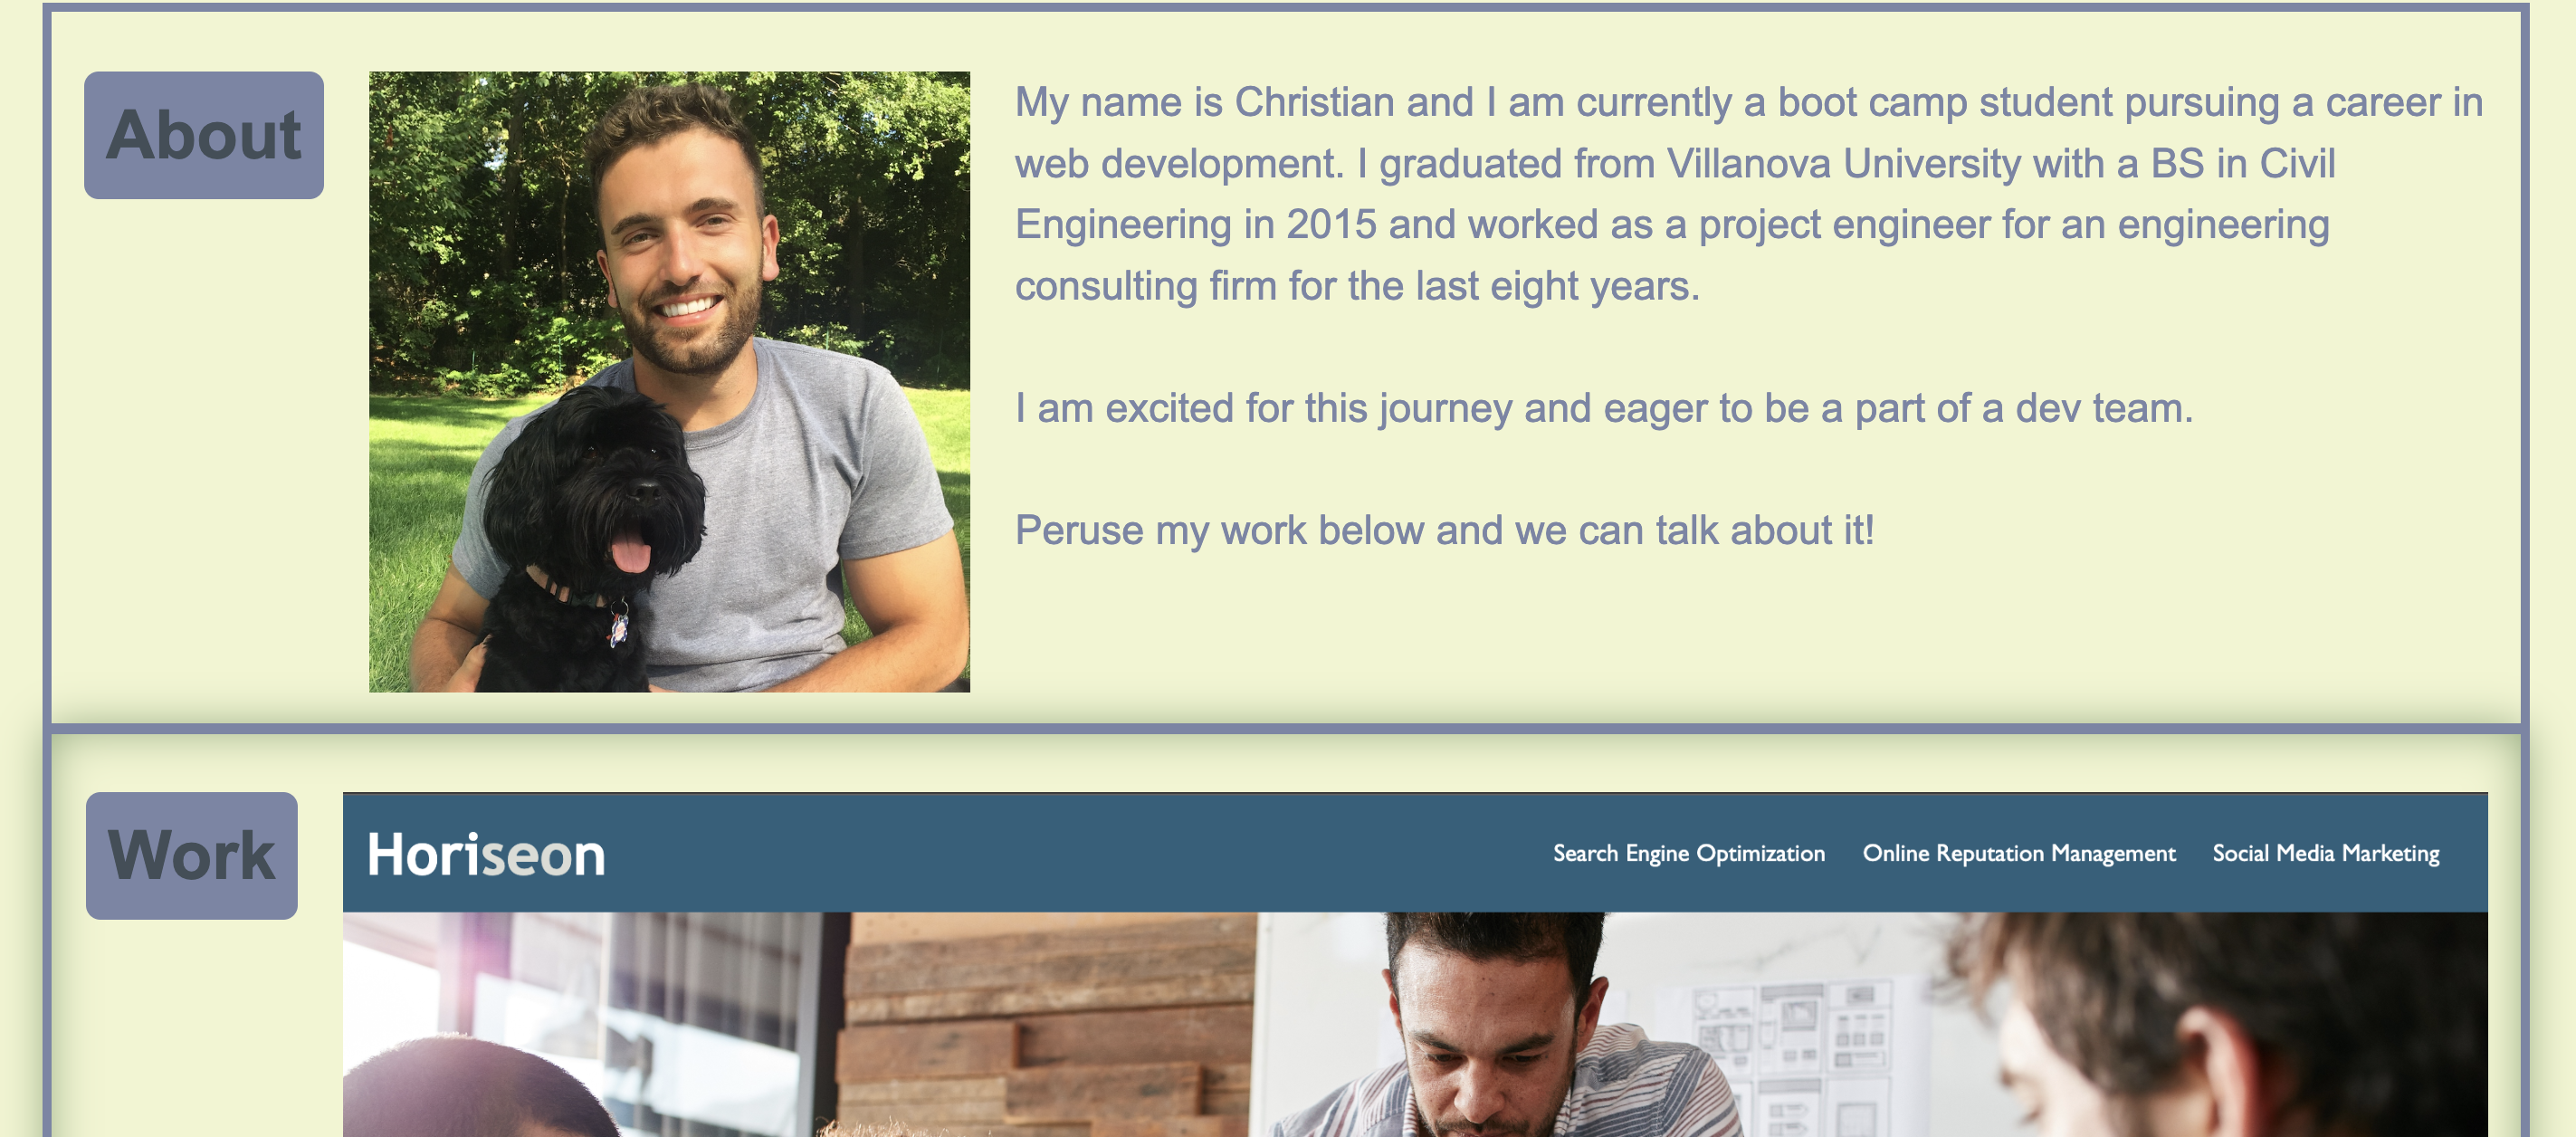 About
My name is Christian and I am currently a boot camp student pursuing a career in
web development. I graduated from Villanova University with a BS in Civil
Engineering in 2015 and worked as a project engineer for an engineering
consulting firm for the last eight years.
I am excited for this journey and eager to be a part of a dev team.
Peruse my work below and we can talk about it!
Work
Horiseon
Search Engine Optimization Online Reputation Management Social Media Marketing